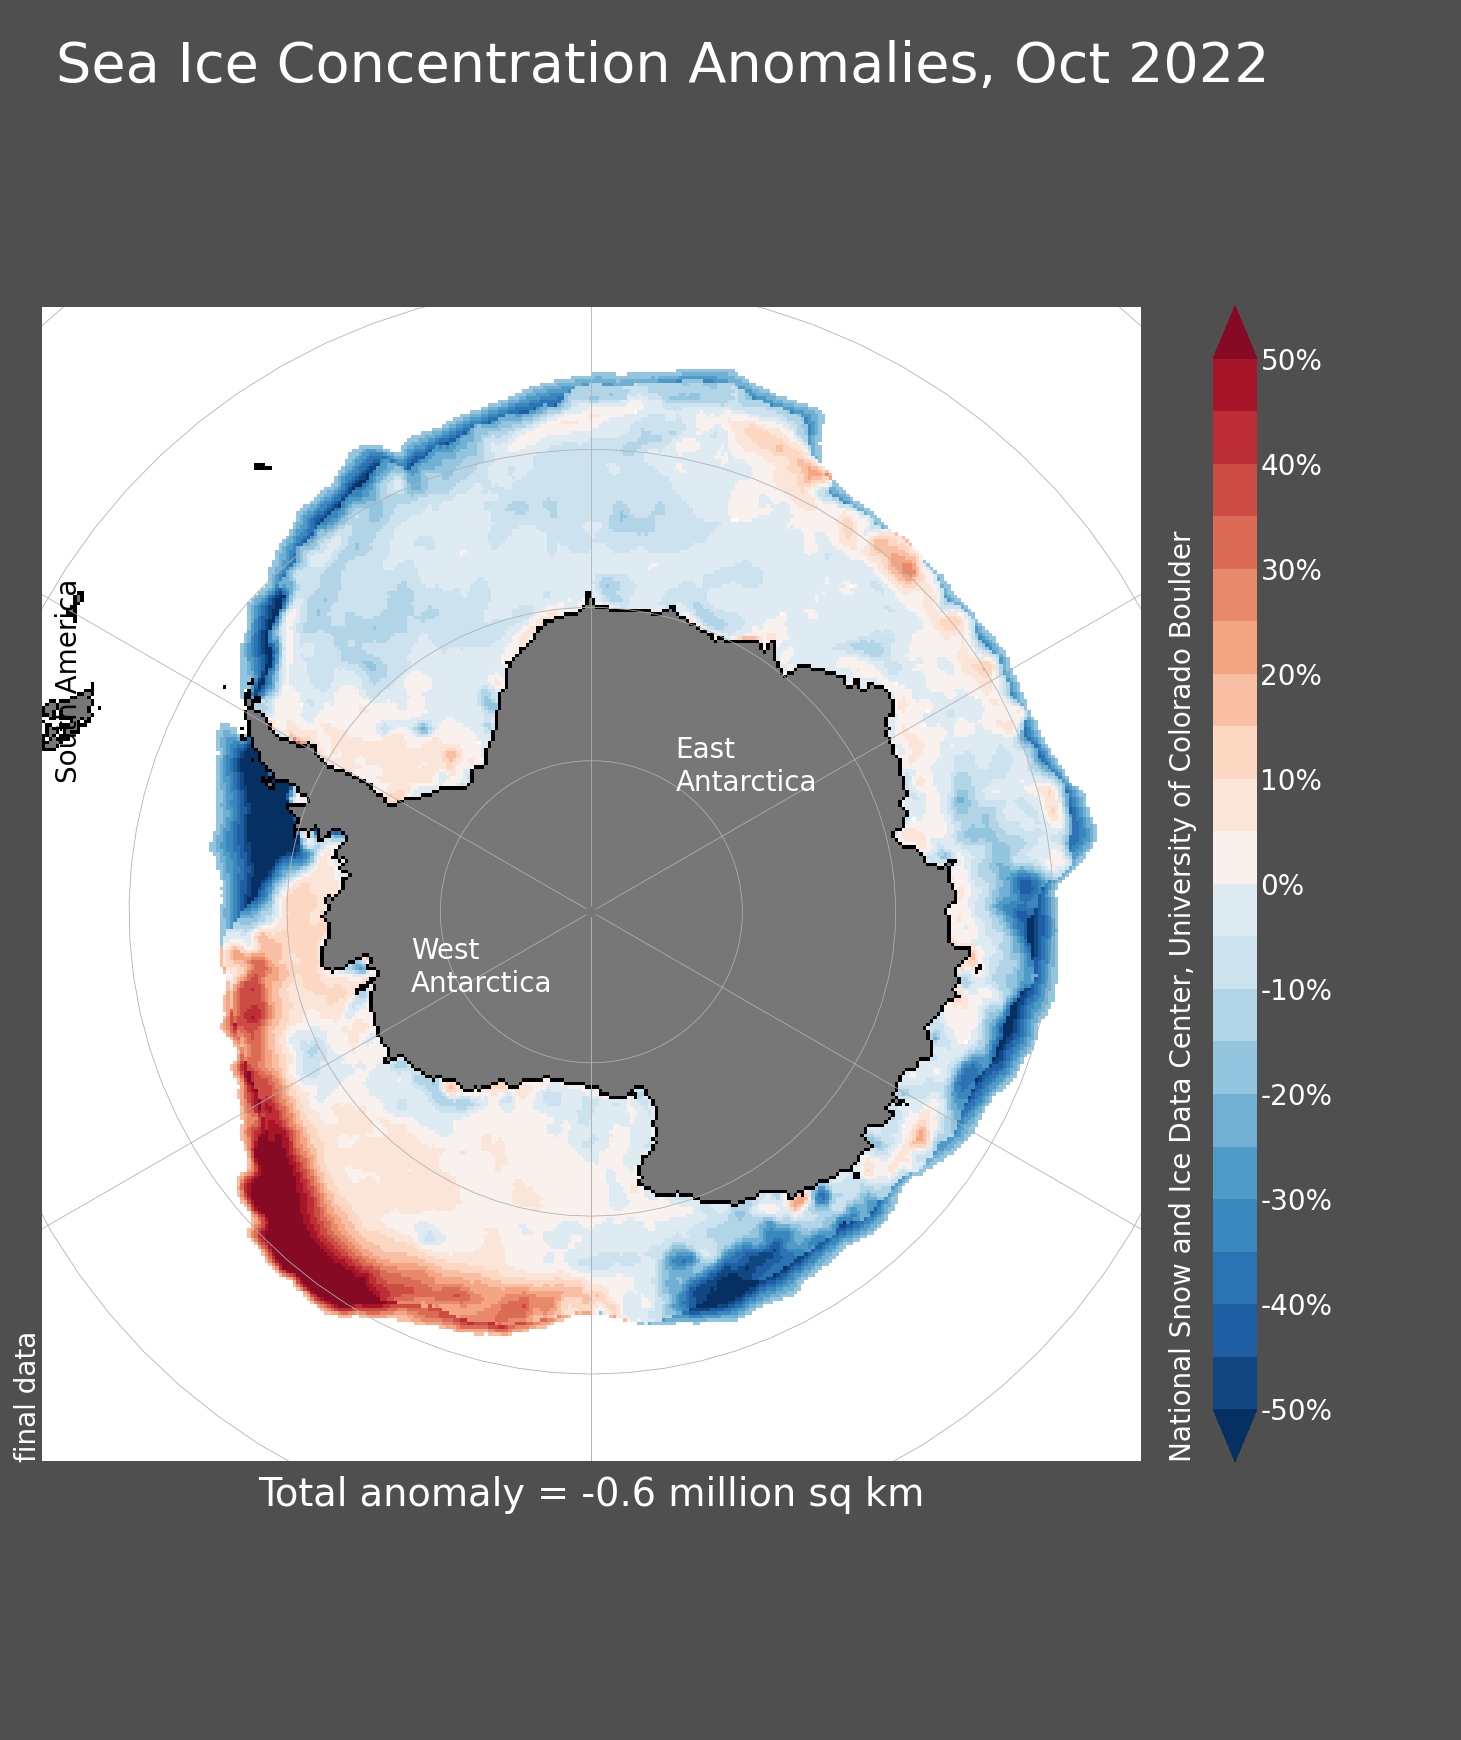 Sea Ice Concentration Anomalies, Oct 2022
South America
East
Antarctica
West
Antarctica
final data
National Snow and Ice Data Center, University of Colorado Boulder
50%
40%
30%
20%
10%
0%
-10%
-20%
-30%
-40%
-50%
Total anomaly = -0.6 million sq km